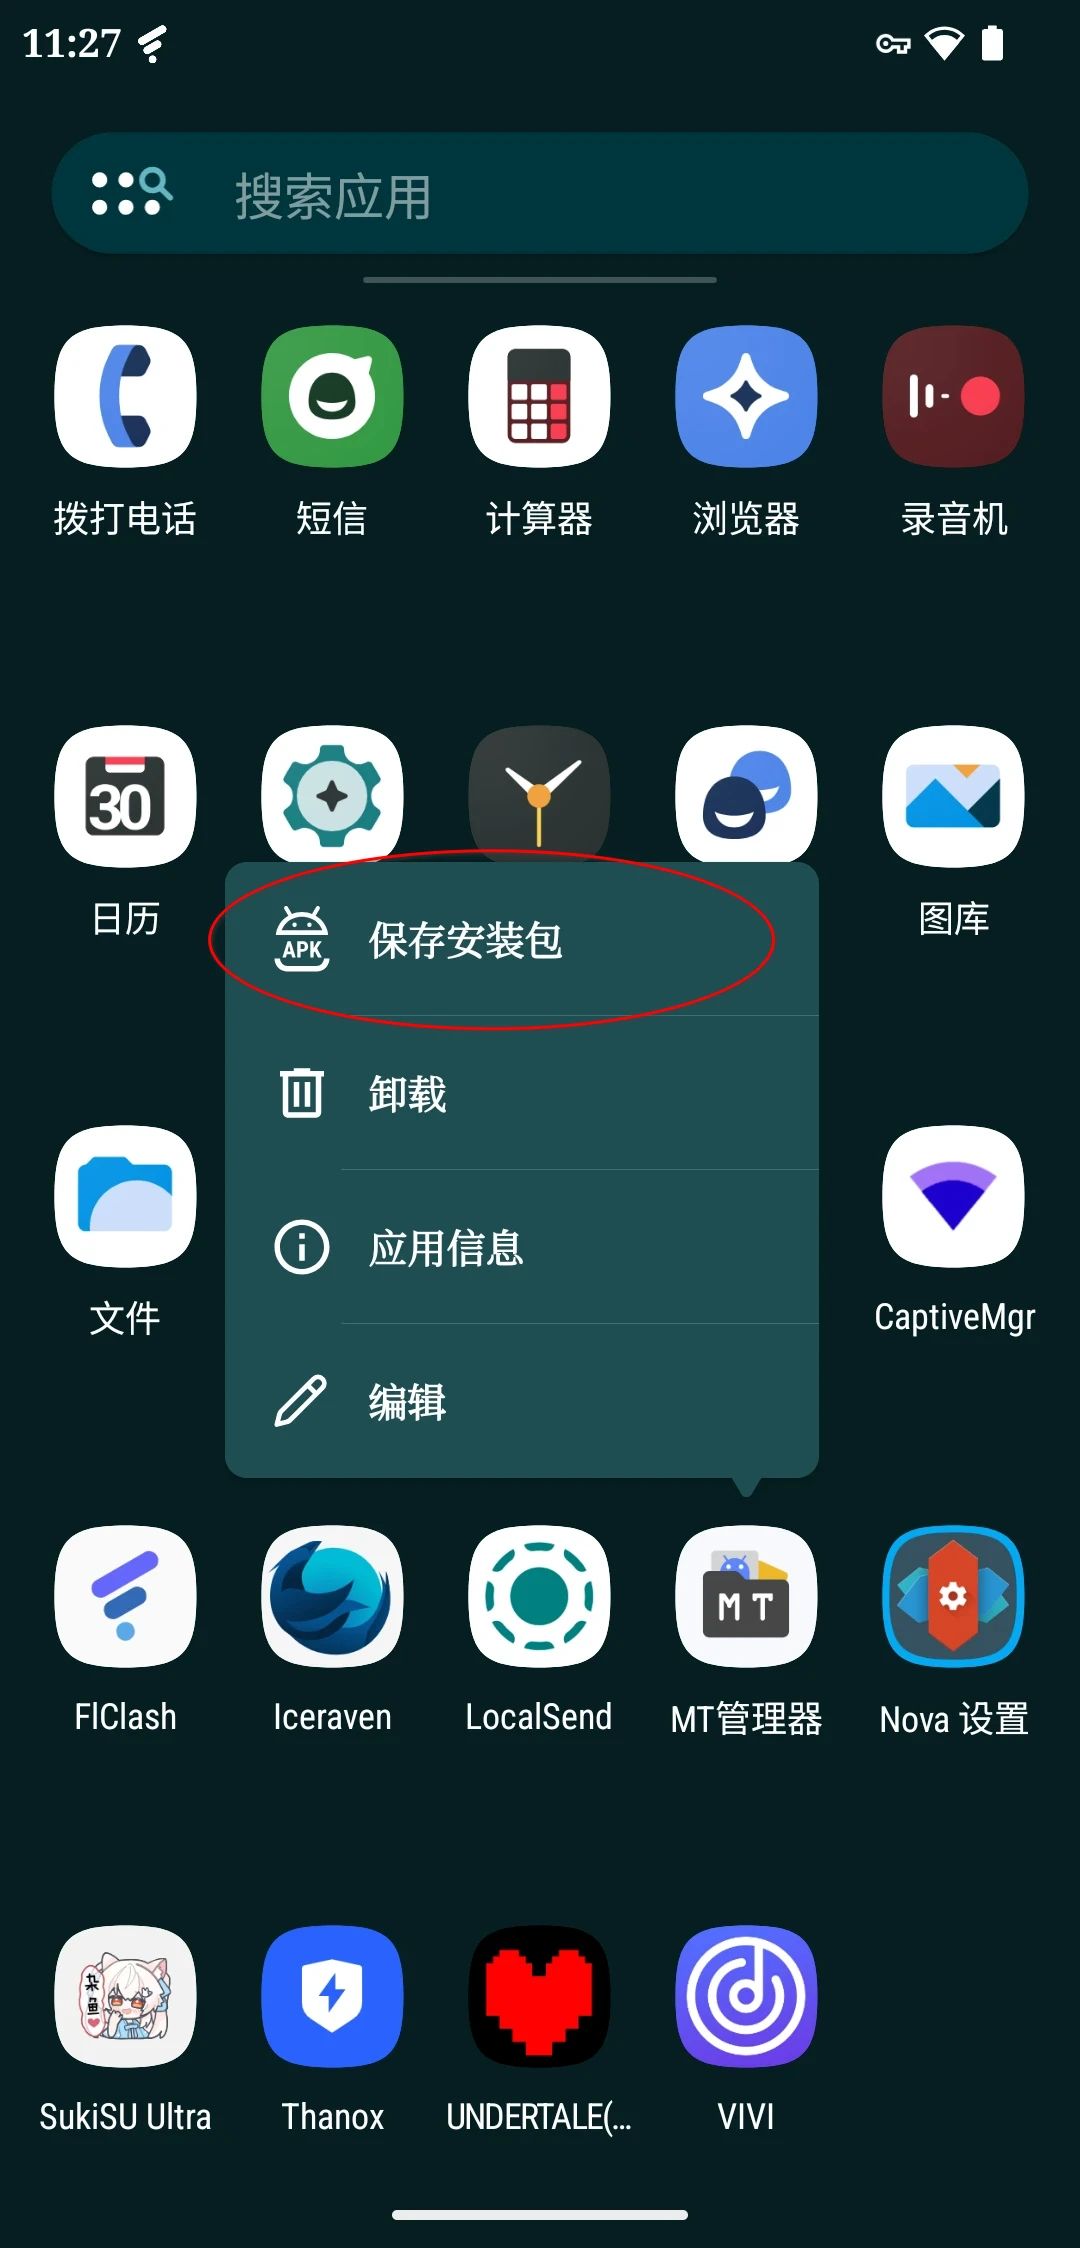 11:27
搜索应用
拨打电话 短信 计算器 浏览器 录音机
30
日历 图库
APK 保存安装包
卸载
应用信息
编辑
文件 CaptiveMgr
MT
FlClash Iceraven LocalSend MT管理器 Nova 设置
杂鱼
SukiSU Ultra Thanox UNDERTALE(... VIVI